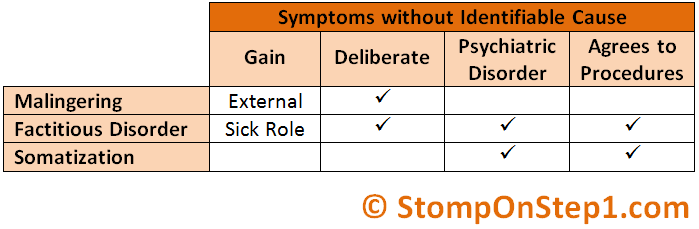 Symptoms without Identifiable Cause
Gain Deliberate Psychiatric Disorder Agrees to Procedures
Malingering External ✓
Factitious Disorder Sick Role ✓ ✓ ✓
Somatization ✓ ✓
© StompOnStep1.com